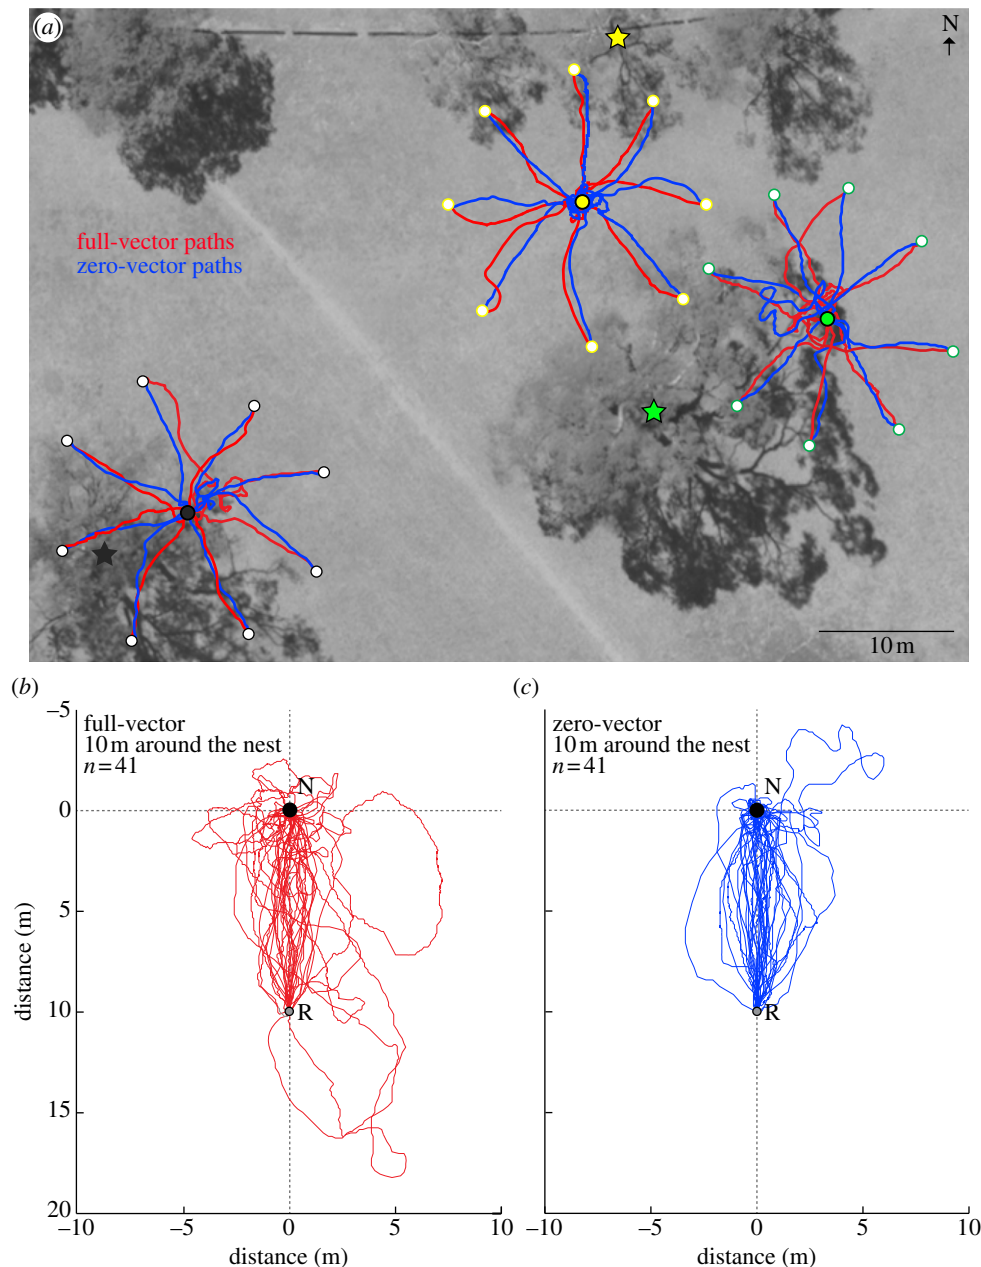 (a)
N
full-vector paths
zero-vector paths
10 m
(b)
full-vector
10 m around the nest
n = 41
N
R
–5
0
5
10
15
20
distance (m)
–10
–5
0
5
10
distance (m)
(c)
zero-vector
10 m around the nest
n = 41
N
R
–10
–5
0
5
10
distance (m)